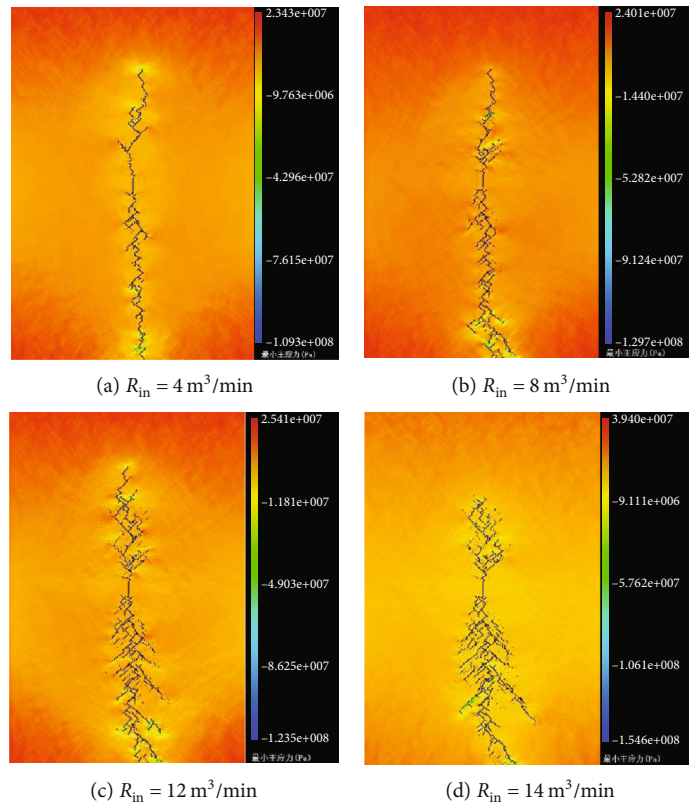 2.343e+007
−9.763e+006
−4.296e+007
−7.615e+007
−1.093e+008
最小主应力(Pa)
(a) Rin = 4 m³/min
2.401e+007
−1.440e+007
−5.282e+007
−9.124e+007
−1.297e+008
最小主应力(Pa)
(b) Rin = 8 m³/min
2.541e+007
−1.181e+007
−4.903e+007
−8.625e+007
−1.235e+008
最小主应力(Pa)
(c) Rin = 12 m³/min
3.940e+007
−9.111e+006
−5.762e+007
−1.061e+008
−1.546e+008
最小主应力(Pa)
(d) Rin = 14 m³/min